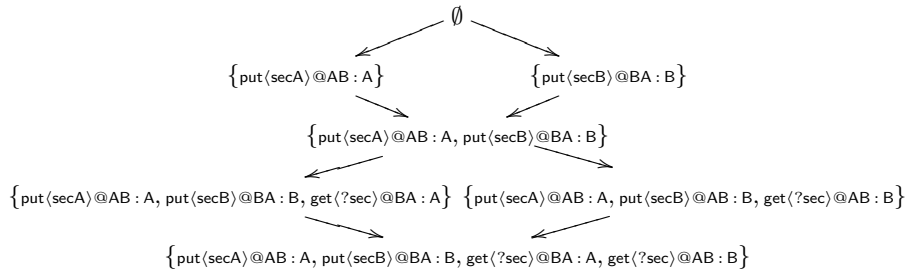 ∅
{put⟨secA⟩@AB : A} {put⟨secB⟩@BA : B}
{put⟨secA⟩@AB : A, put⟨secB⟩@BA : B}
{put⟨secA⟩@AB : A, put⟨secB⟩@BA : B, get⟨?sec⟩@BA : A} {put⟨secA⟩@AB : A, put⟨secB⟩@AB : B, get⟨?sec⟩@AB : B}
{put⟨secA⟩@AB : A, put⟨secB⟩@BA : B, get⟨?sec⟩@BA : A, get⟨?sec⟩@AB : B}